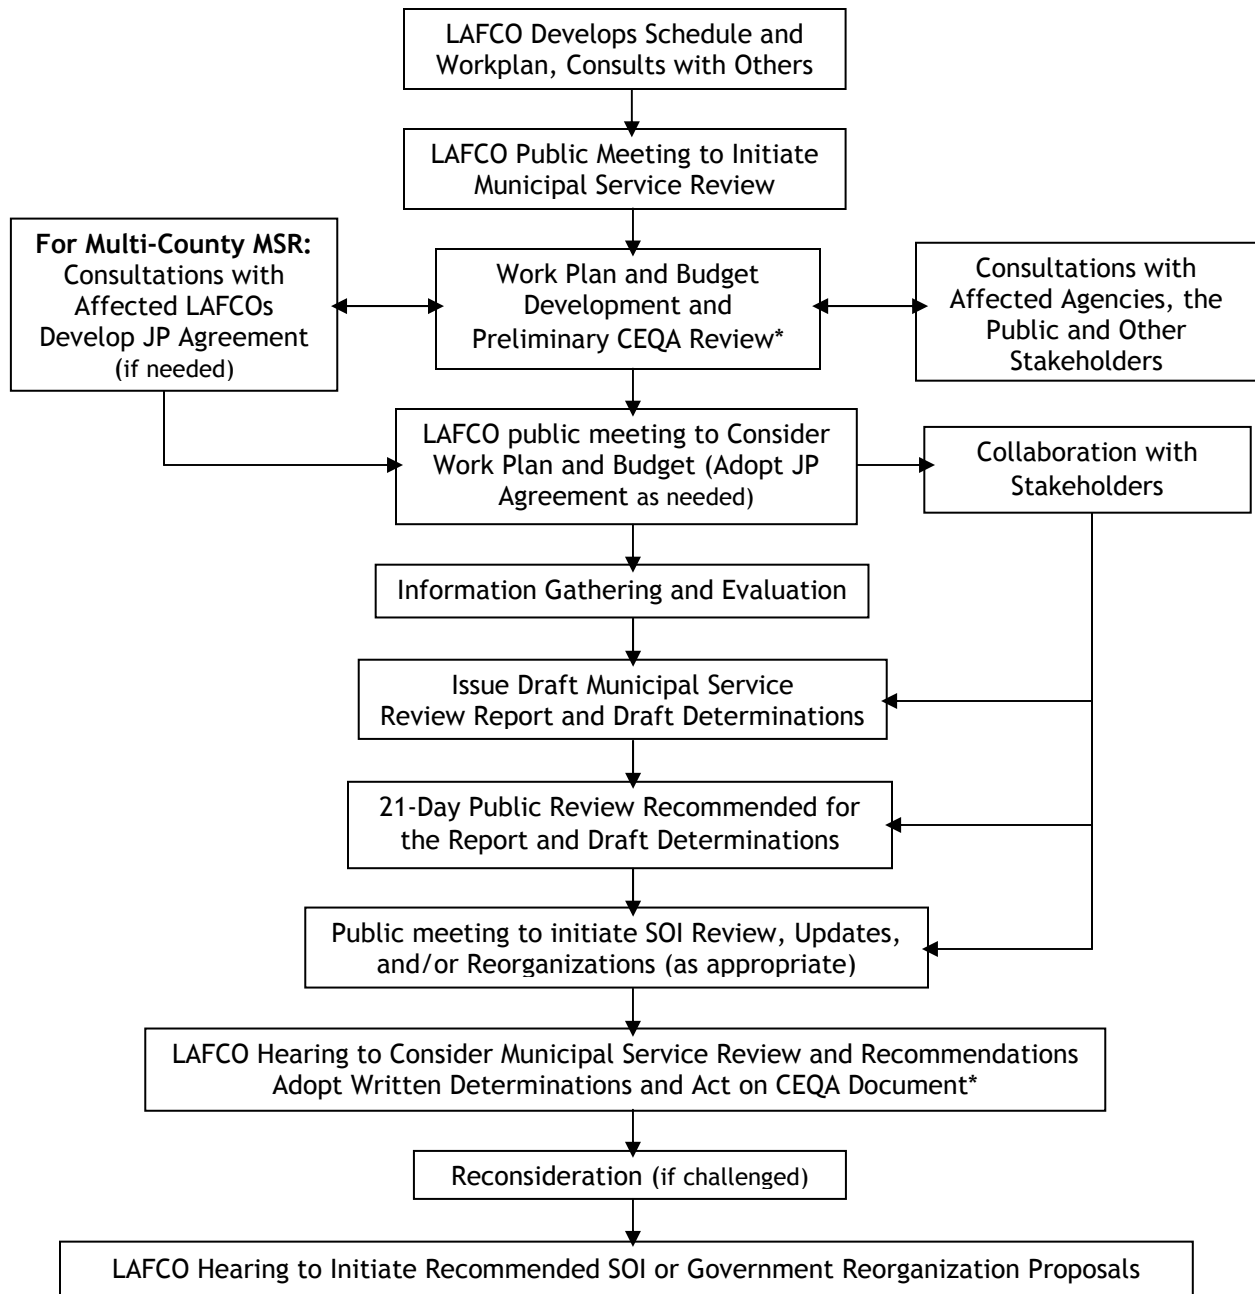 LAFCO Develops Schedule and
Workplan, Consults with Others
LAFCO Public Meeting to Initiate
Municipal Service Review
For Multi-County MSR:
Consultations with
Affected LAFCOs
Develop JP Agreement
(if needed)
Work Plan and Budget
Development and
Preliminary CEQA Review*
Consultations with
Affected Agencies, the
Public and Other
Stakeholders
LAFCO public meeting to Consider
Work Plan and Budget (Adopt JP
Agreement as needed)
Collaboration with
Stakeholders
Information Gathering and Evaluation
Issue Draft Municipal Service
Review Report and Draft Determinations
21-Day Public Review Recommended for
the Report and Draft Determinations
Public meeting to initiate SOI Review, Updates,
and/or Reorganizations (as appropriate)
LAFCO Hearing to Consider Municipal Service Review and Recommendations
Adopt Written Determinations and Act on CEQA Document*
Reconsideration (if challenged)
LAFCO Hearing to Initiate Recommended SOI or Government Reorganization Proposals